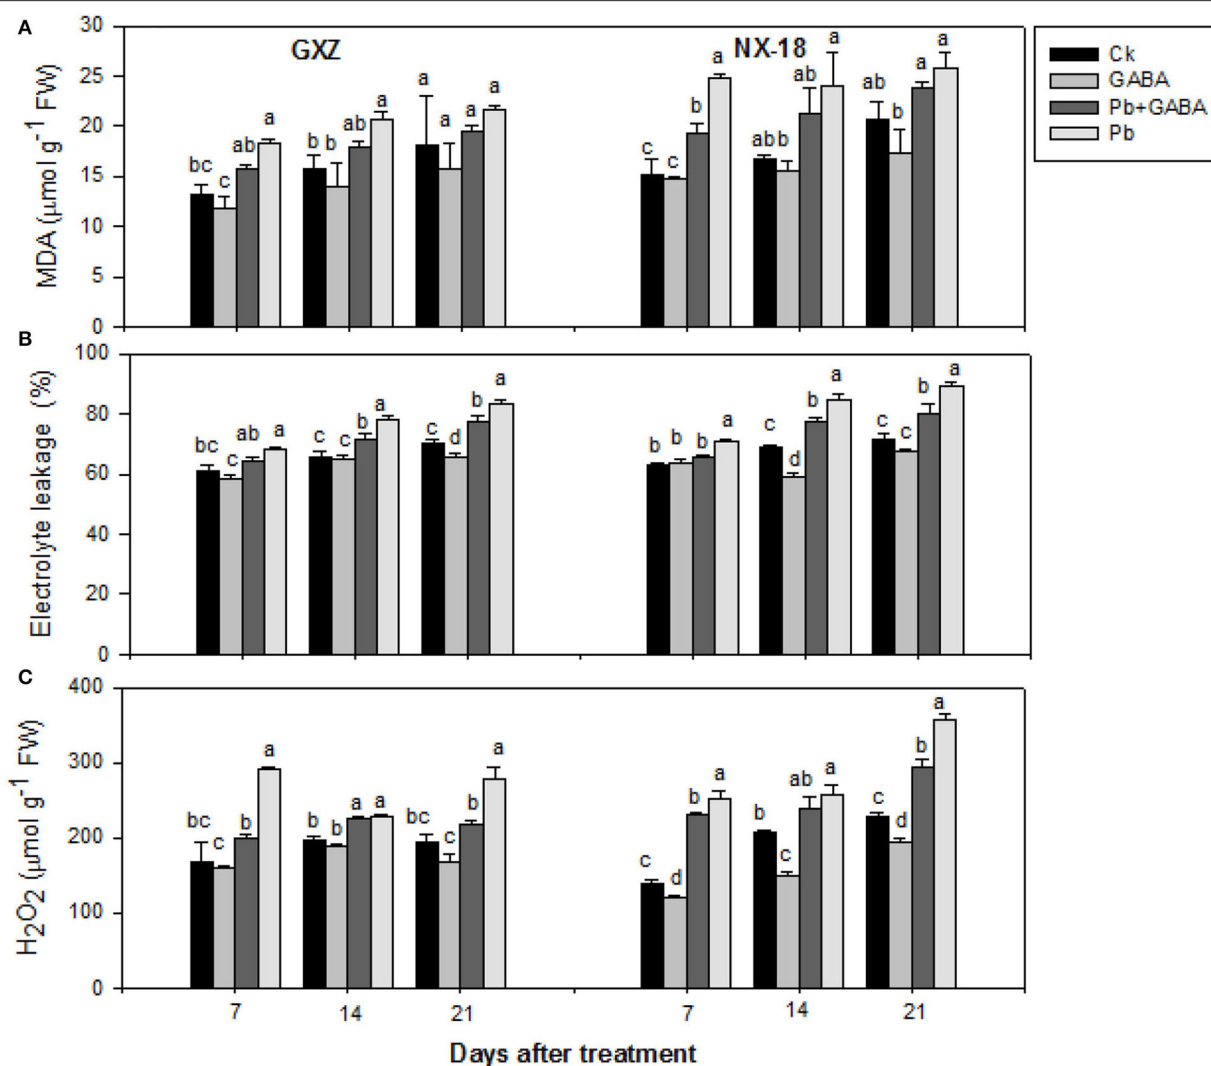 A
30
25
20
15
10
5
0
MDA (μmol g⁻¹ FW)
GXZ
NX-18
bc c ab a
b b ab a
a a a a
c c b a
ab b ab a
ab b a a
Ck
GABA
Pb+GABA
Pb
B
100
80
60
40
20
0
Electrolyte leakage (%)
bc c ab a
c c b a
c d b a
b b b a
c d b a
c c b a
C
400
300
200
100
0
H₂O₂ (μmol g⁻¹ FW)
bc c b a
b b a a
bc c b a
c d b a
b c ab a
c d b a
7 14 21 7 14 21
Days after treatment